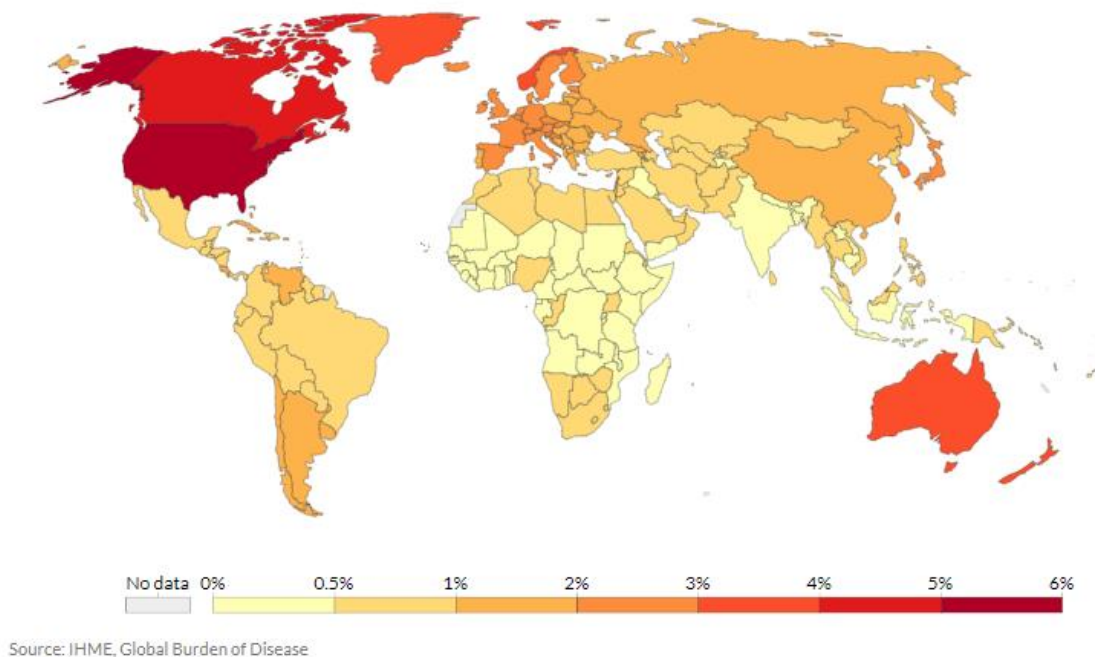 No data 0% 0.5% 1% 2% 3% 4% 5% 6%
Source: IHME, Global Burden of Disease